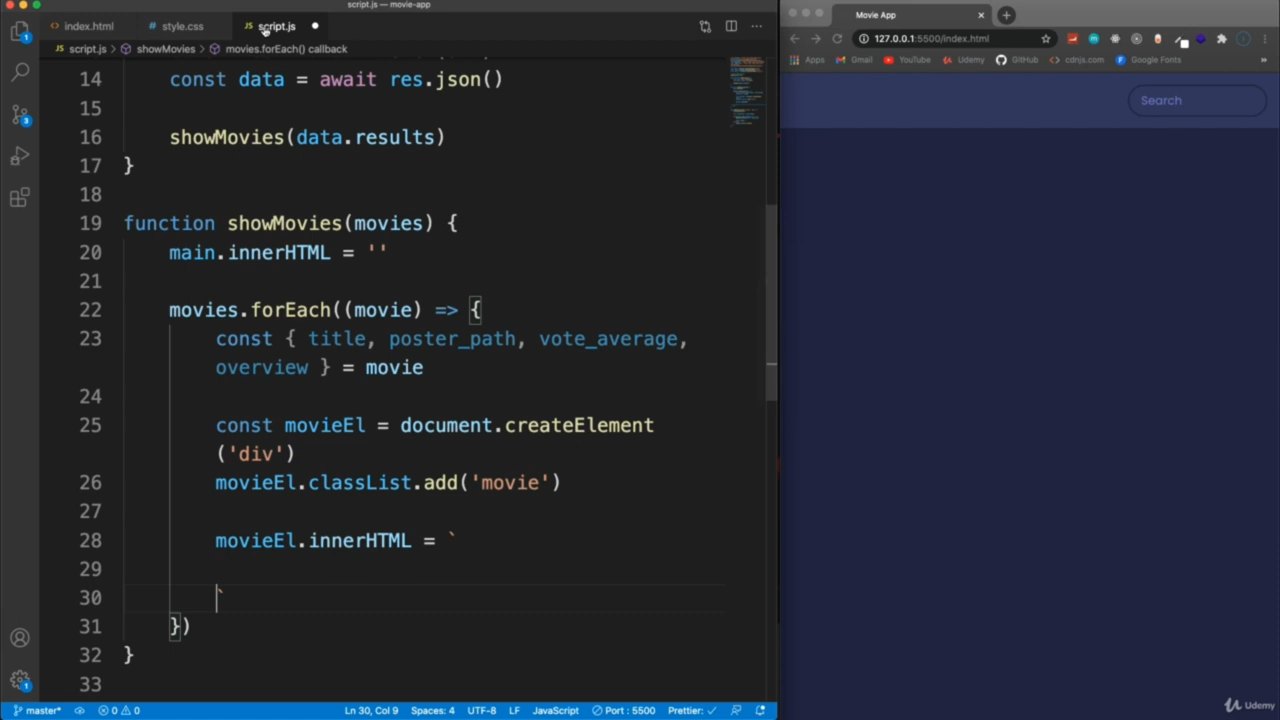 script.js — movie-app
index.html
style.css
script.js
script.js > showMovies > movies.forEach() callback
14 const data = await res.json()
15
16 showMovies(data.results)
17 }
18
19 function showMovies(movies) {
20 main.innerHTML = ''
21
22 movies.forEach((movie) => {
23 const { title, poster_path, vote_average,
overview } = movie
24
25 const movieEl = document.createElement
('div')
26 movieEl.classList.add('movie')
27
28 movieEl.innerHTML = `
29
30 `
31 })
32 }
33
master* 0 0 Ln 30, Col 9 Spaces: 4 UTF-8 LF JavaScript Port : 5500 Prettier: ✓
Movie App
127.0.0.1:5500/index.html
Apps Gmail YouTube Udemy GitHub cdnjs.com Google Fonts »
Search
Udemy